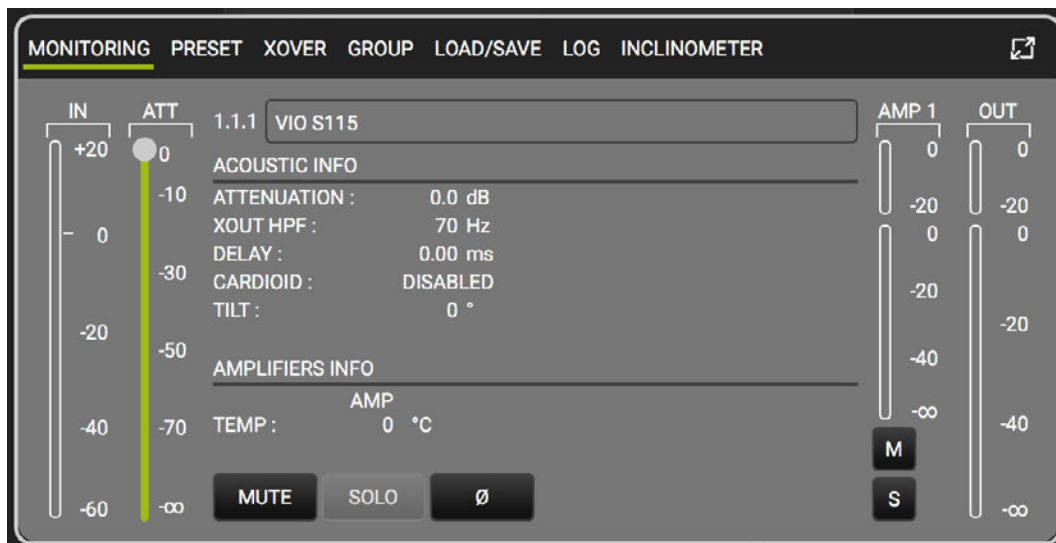 MONITORING PRESET XOVER GROUP LOAD/SAVE LOG INCLINOMETER
IN
+20
0
-20
-40
-60
ATT
0
-10
-30
-50
-70
-∞
1.1.1 VIO S115
ACOUSTIC INFO
ATTENUATION : 0.0 dB
XOUT HPF : 70 Hz
DELAY : 0.00 ms
CARDIOID : DISABLED
TILT : 0 °
AMPLIFIERS INFO
AMP
TEMP : 0 °C
MUTE SOLO Ø
AMP 1
0
-20
0
-20
-40
-∞
M
S
OUT
0
-20
0
-20
-40
-∞